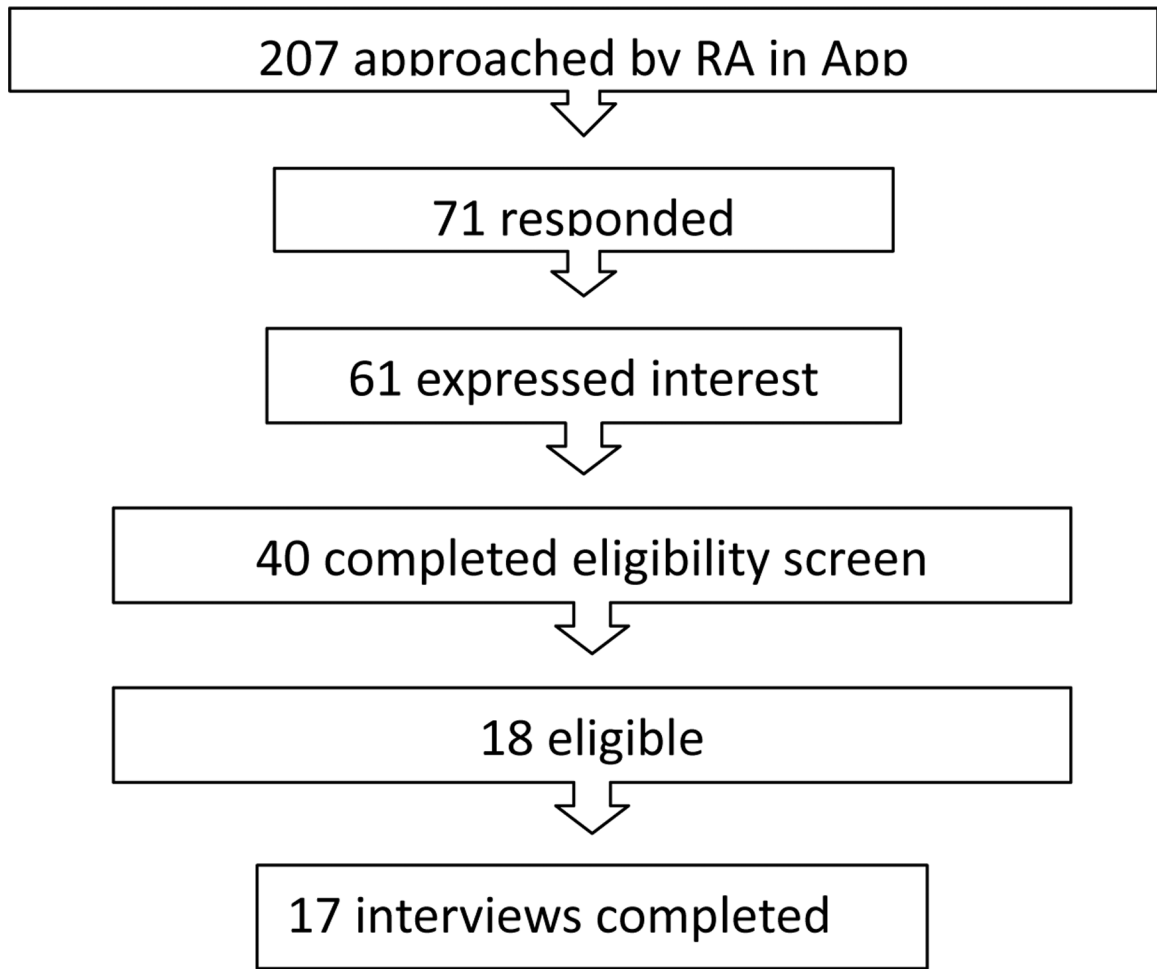 207 approached by RA in App
71 responded
61 expressed interest
40 completed eligibility screen
18 eligible
17 interviews completed